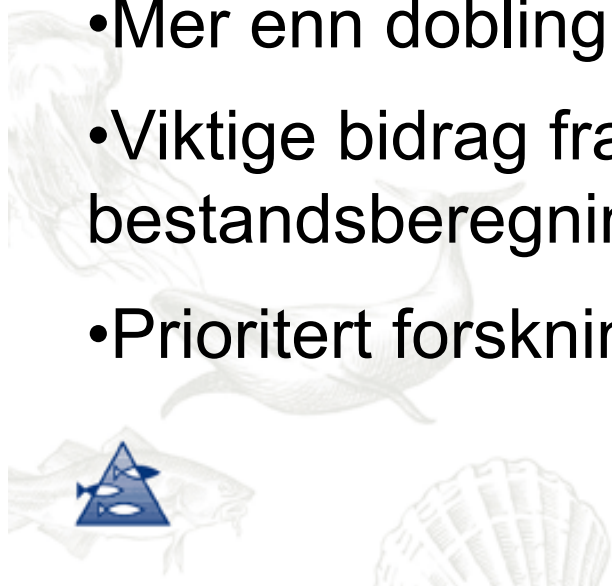 •Mer enn dobling
•Viktige bidrag fra
bestandsberegnin
•Prioritert forsknin